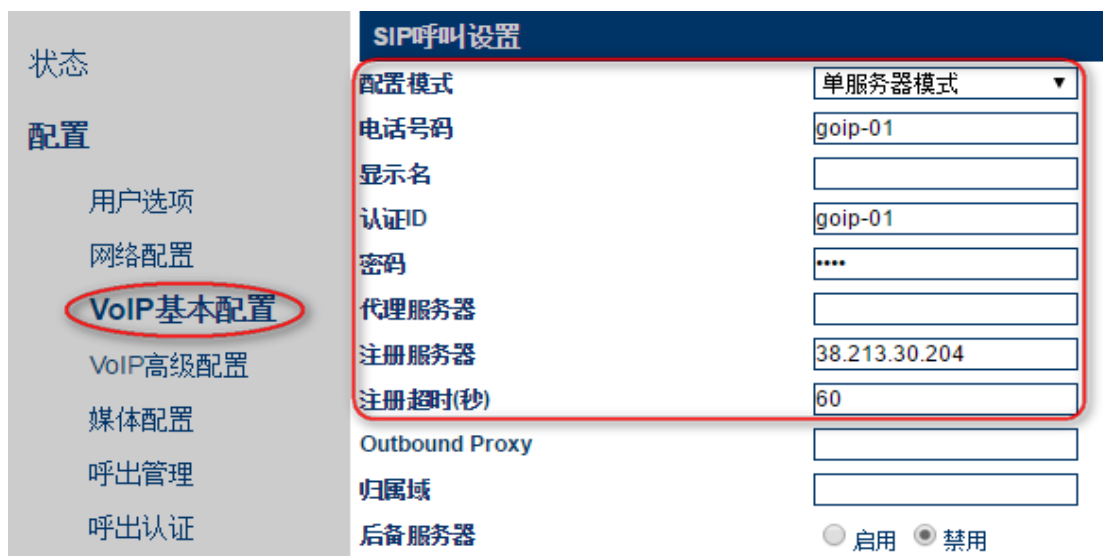 状态
配置
用户选项
网络配置
VoIP基本配置
VoIP高级配置
媒体配置
呼出管理
呼出认证
SIP呼叫设置
配置模式 单服务器模式
电话号码 goip-01
显示名
认证ID goip-01
密码 ••••
代理服务器
注册服务器 38.213.30.204
注册超时(秒) 60
Outbound Proxy
归属域
后备服务器 启用 禁用